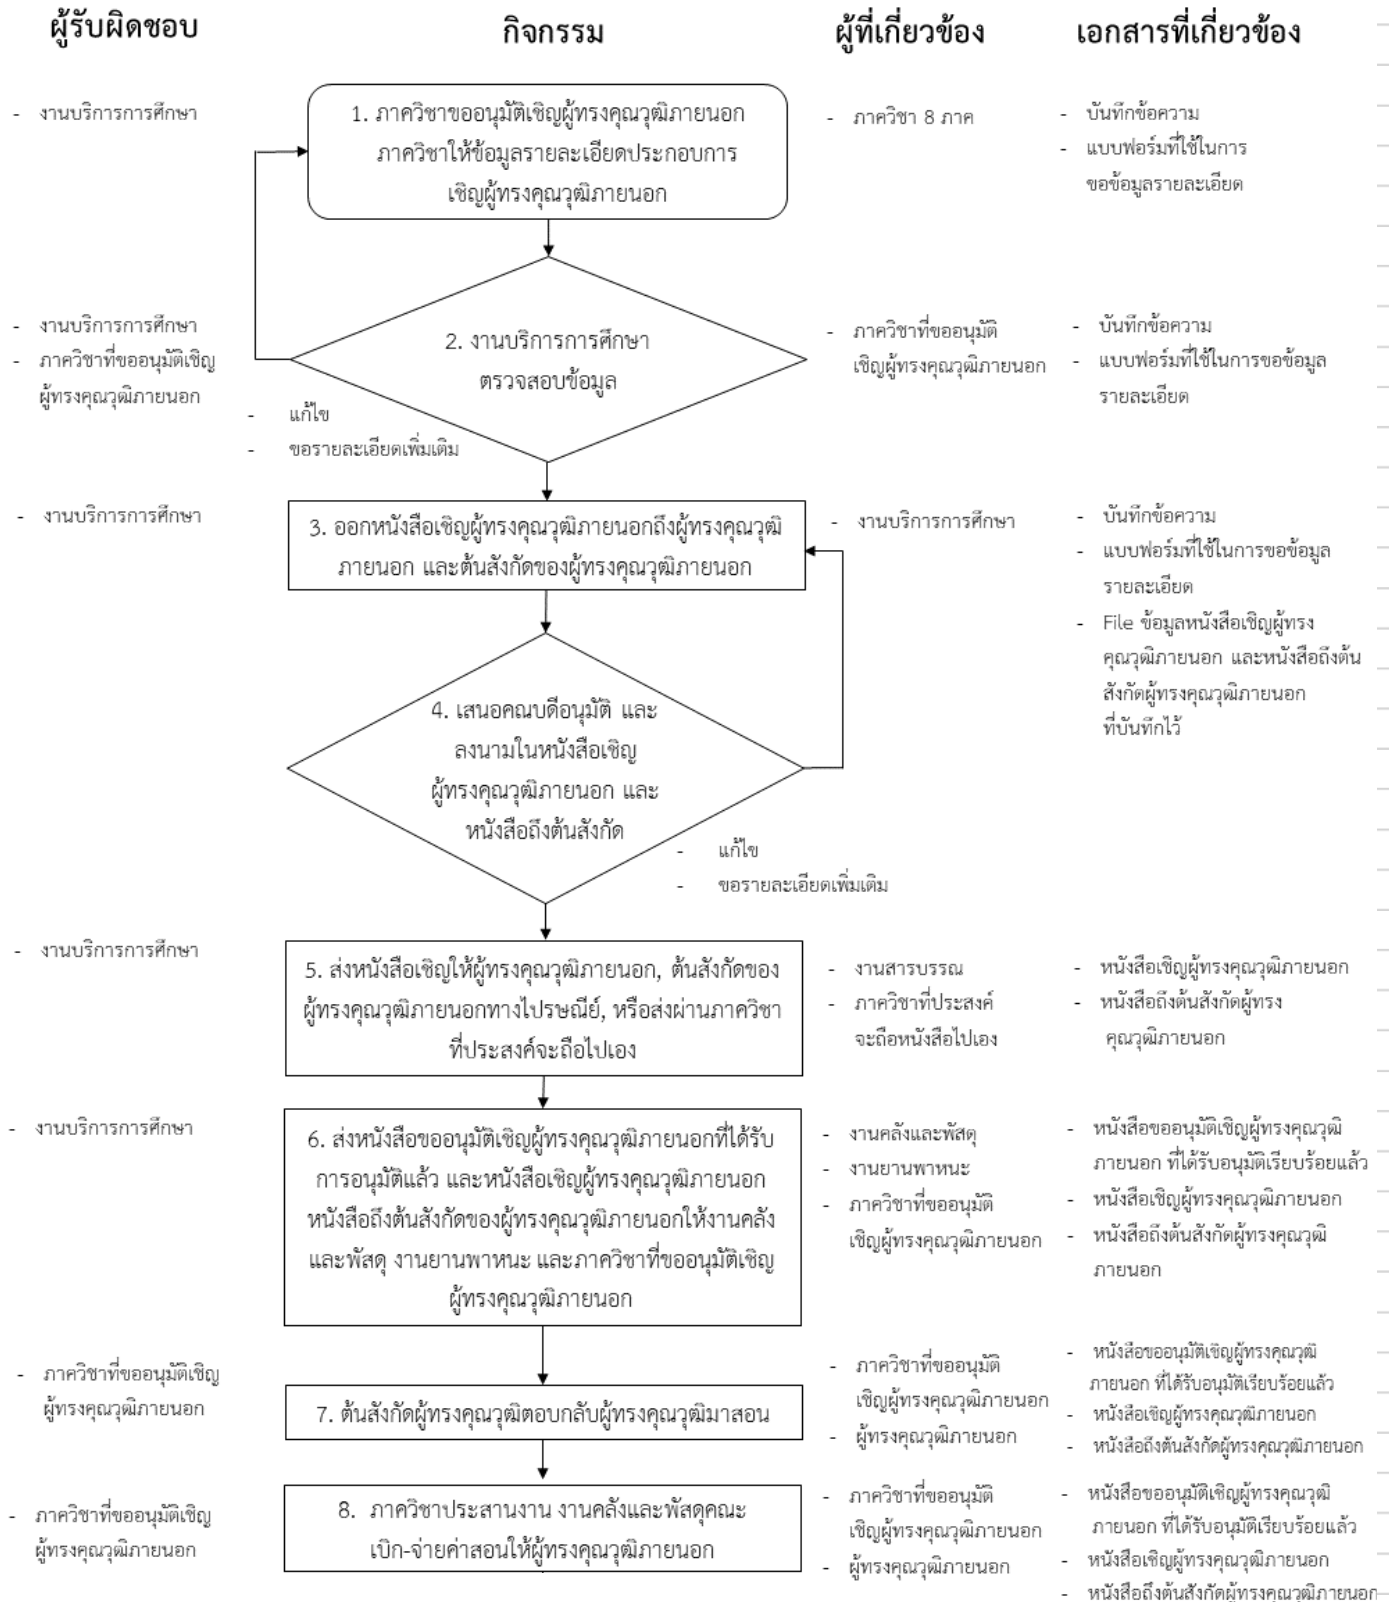 ผู้รับผิดชอบ
กิจกรรม
ผู้ที่เกี่ยวข้อง
เอกสารที่เกี่ยวข้อง
- งานบริการการศึกษา
1. ภาควิชาขออนุมัติเชิญผู้ทรงคุณวุฒิภายนอก
ภาควิชาให้ข้อมูลรายละเอียดประกอบการ
เชิญผู้ทรงคุณวุฒิภายนอก
- ภาควิชา 8 ภาค
- บันทึกข้อความ
- แบบฟอร์มที่ใช้ในการ
ขอข้อมูลรายละเอียด
- งานบริการการศึกษา
- ภาควิชาที่ขออนุมัติเชิญ
ผู้ทรงคุณวุฒิภายนอก
2. งานบริการการศึกษา
ตรวจสอบข้อมูล
- แก้ไข
- ขอรายละเอียดเพิ่มเติม
- ภาควิชาที่ขออนุมัติ
เชิญผู้ทรงคุณวุฒิภายนอก
- บันทึกข้อความ
- แบบฟอร์มที่ใช้ในการขอข้อมูล
รายละเอียด
- งานบริการการศึกษา
3. ออกหนังสือเชิญผู้ทรงคุณวุฒิภายนอกถึงผู้ทรงคุณวุฒิ
ภายนอก และต้นสังกัดของผู้ทรงคุณวุฒิภายนอก
- งานบริการการศึกษา
- บันทึกข้อความ
- แบบฟอร์มที่ใช้ในการขอข้อมูล
รายละเอียด
- File ข้อมูลหนังสือเชิญผู้ทรง
คุณวุฒิภายนอก และหนังสือถึงต้น
สังกัดผู้ทรงคุณวุฒิภายนอก
ที่บันทึกไว้
4. เสนอคณบดีอนุมัติ และ
ลงนามในหนังสือเชิญ
ผู้ทรงคุณวุฒิภายนอก และ
หนังสือถึงต้นสังกัด
- แก้ไข
- ขอรายละเอียดเพิ่มเติม
- งานบริการการศึกษา
5. ส่งหนังสือเชิญให้ผู้ทรงคุณวุฒิภายนอก, ต้นสังกัดของ
ผู้ทรงคุณวุฒิภายนอกทางไปรษณีย์, หรือส่งผ่านภาควิชา
ที่ประสงค์จะถือไปเอง
- งานสารบรรณ
- ภาควิชาที่ประสงค์
จะถือหนังสือไปเอง
- หนังสือเชิญผู้ทรงคุณวุฒิภายนอก
- หนังสือถึงต้นสังกัดผู้ทรง
คุณวุฒิภายนอก
- งานบริการการศึกษา
6. ส่งหนังสือขออนุมัติเชิญผู้ทรงคุณวุฒิภายนอกที่ได้รับ
การอนุมัติแล้ว และหนังสือเชิญผู้ทรงคุณวุฒิภายนอก
หนังสือถึงต้นสังกัดของผู้ทรงคุณวุฒิภายนอกให้งานคลัง
และพัสดุ งานยานพาหนะ และภาควิชาที่ขออนุมัติเชิญ
ผู้ทรงคุณวุฒิภายนอก
- งานคลังและพัสดุ
- งานยานพาหนะ
- ภาควิชาที่ขออนุมัติ
เชิญผู้ทรงคุณวุฒิภายนอก
- หนังสือขออนุมัติเชิญผู้ทรงคุณวุฒิ
ภายนอก ที่ได้รับอนุมัติเรียบร้อยแล้ว
- หนังสือเชิญผู้ทรงคุณวุฒิภายนอก
- หนังสือถึงต้นสังกัดผู้ทรงคุณวุฒิ
ภายนอก
- ภาควิชาที่ขออนุมัติเชิญ
ผู้ทรงคุณวุฒิภายนอก
7. ต้นสังกัดผู้ทรงคุณวุฒิตอบกลับผู้ทรงคุณวุฒิมาสอน
- ภาควิชาที่ขออนุมัติ
เชิญผู้ทรงคุณวุฒิภายนอก
- ผู้ทรงคุณวุฒิภายนอก
- หนังสือขออนุมัติเชิญผู้ทรงคุณวุฒิ
ภายนอก ที่ได้รับอนุมัติเรียบร้อยแล้ว
- หนังสือเชิญผู้ทรงคุณวุฒิภายนอก
- หนังสือถึงต้นสังกัดผู้ทรงคุณวุฒิภายนอก
- ภาควิชาที่ขออนุมัติเชิญ
ผู้ทรงคุณวุฒิภายนอก
8. ภาควิชาประสานงาน งานคลังและพัสดุคณะ
เบิก-จ่ายค่าสอนให้ผู้ทรงคุณวุฒิภายนอก
- ภาควิชาที่ขออนุมัติ
เชิญผู้ทรงคุณวุฒิภายนอก
- ผู้ทรงคุณวุฒิภายนอก
- หนังสือขออนุมัติเชิญผู้ทรงคุณวุฒิ
ภายนอก ที่ได้รับอนุมัติเรียบร้อยแล้ว
- หนังสือเชิญผู้ทรงคุณวุฒิภายนอก
- หนังสือถึงต้นสังกัดผู้ทรงคุณวุฒิภายนอก